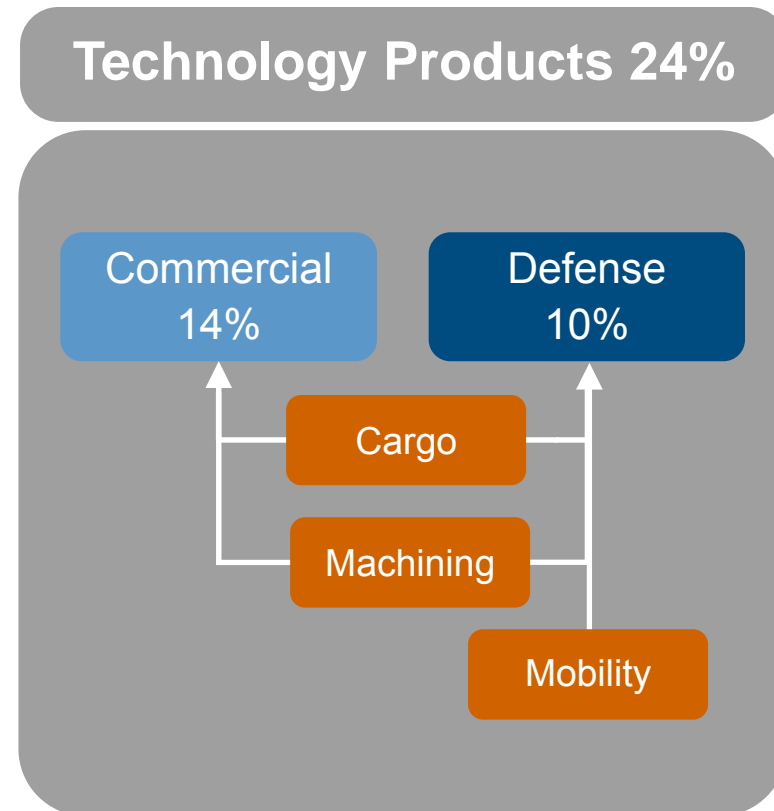 Technology Products 24%
Commercial
14%
Defense
10%
Cargo
Machining
Mobility